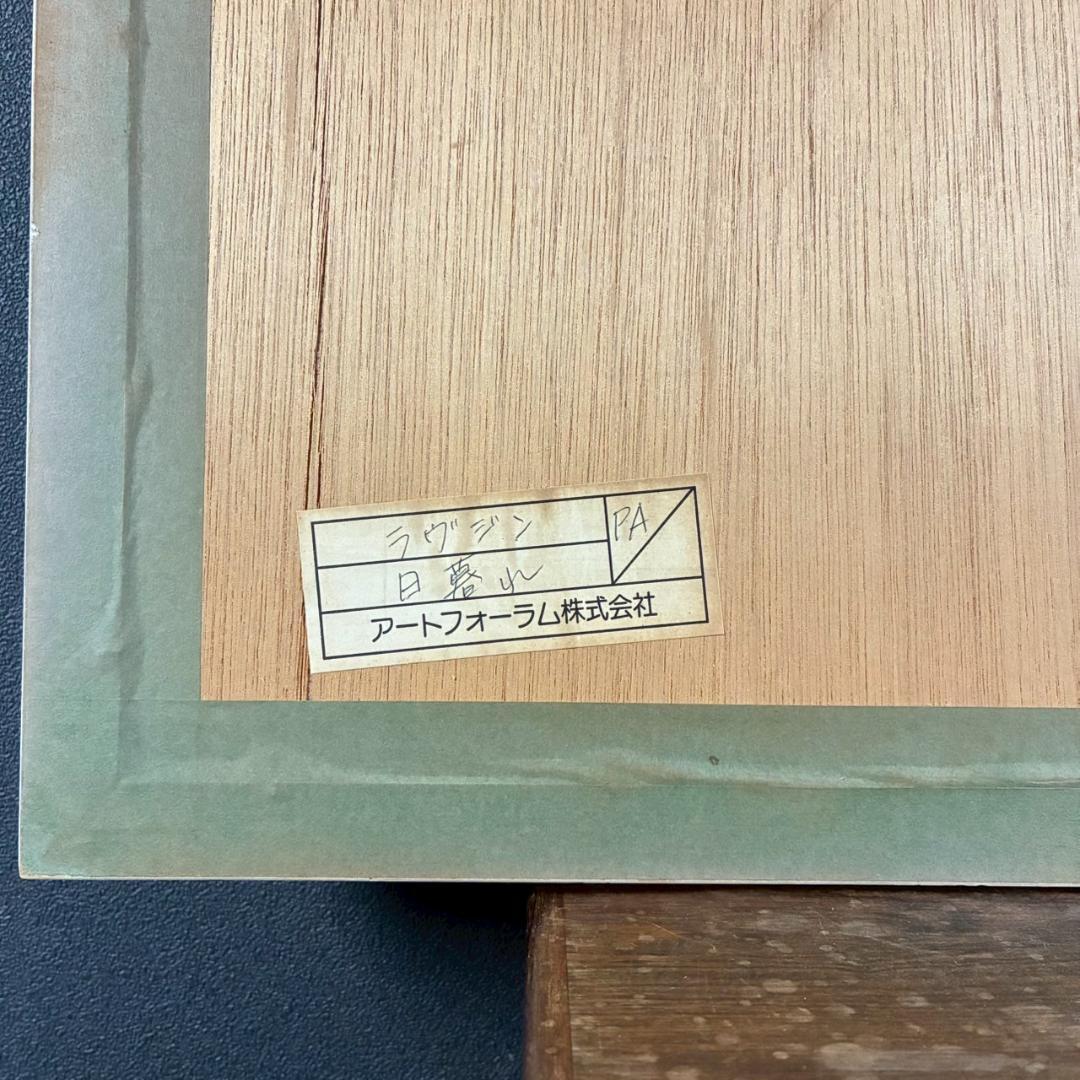 ラヴジン
PA
日暮れ
アートフォーラム株式会社